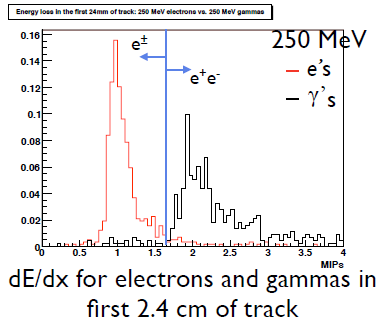 Energy loss in the first 24mm of track: 250 MeV electrons vs. 250 MeV gammas
250 MeV
e's
γ's
e±
e+e-
0.16
0.14
0.12
0.1
0.08
0.06
0.04
0.02
0
0 0.5 1 1.5 2 2.5 3 3.5 4
MIPs
dE/dx for electrons and gammas in
first 2.4 cm of track